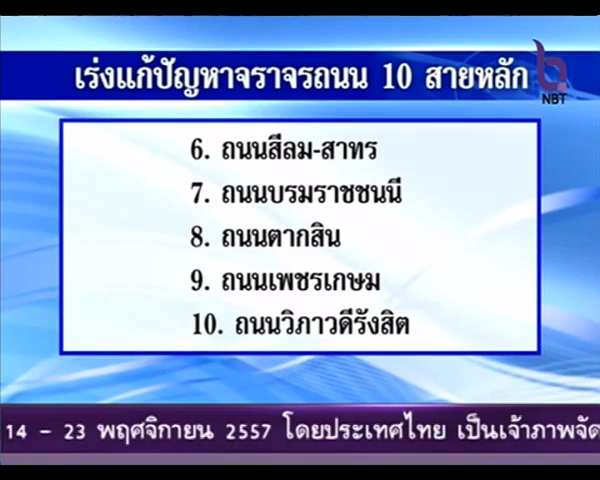 เร่งแก้ปัญหาจราจรถนน 10 สายหลัก
NBT
6. ถนนสีลม-สาทร
7. ถนนบรมราชชนนี
8. ถนนตากสิน
9. ถนนเพชรเกษม
10. ถนนวิภาวดีรังสิต
14 - 23 พฤศจิกายน 2557 โดยประเทศไทย เป็นเจ้าภาพจัด